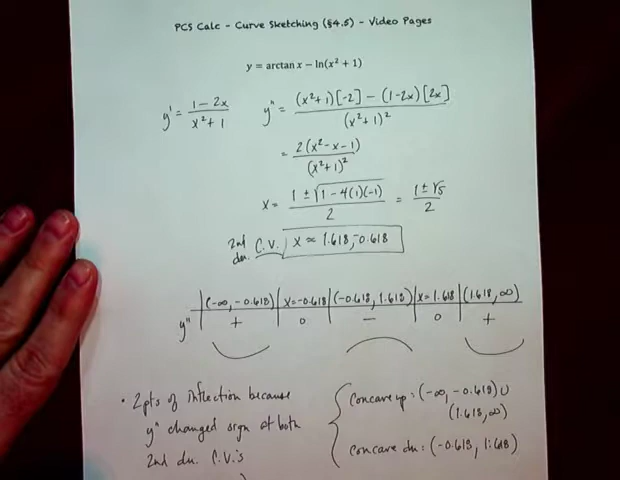 PCS Calc - Curve Sketching (§4.5) - Video Pages
y = arctan x − ln(x² + 1)
y' = (1 - 2x)/(x² + 1)   y" = ((x²+1)[-2] - (1-2x)[2x])/(x²+1)²
= 2(x²-x-1)/(x²+1)²
x = (1 ± √(1 - 4(1)(-1)))/2 = (1 ± √5)/2
2nd dn. C.V. x ≈ 1.618, -0.618
(-∞, -0.618) | x = -0.618 | (-0.618, 1.618) | x = 1.618 | (1.618, ∞)
y" + | 0 | − | 0 | +
• 2 pts of inflection because
y" changed sign at both
2nd dn. C.V.'s
Concave up: (-∞, -0.618) ∪
(1.618, ∞)
Concave dn: (-0.618, 1.618)